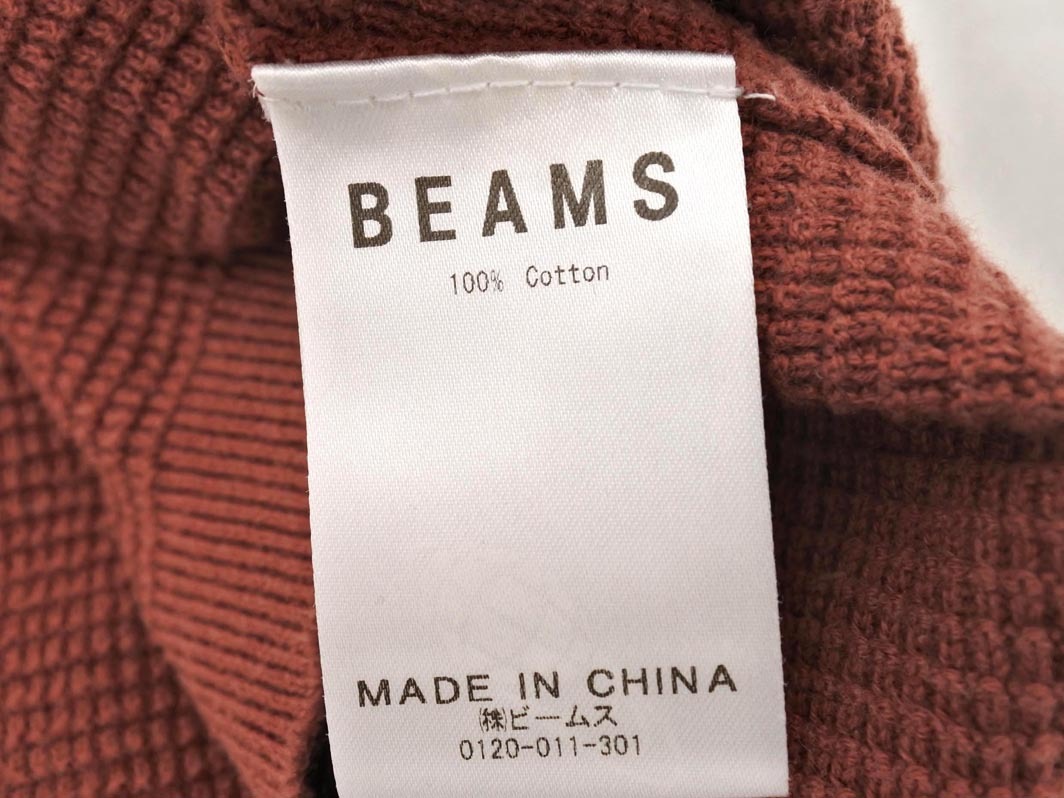 BEAMS
100% Cotton
MADE IN CHINA
㈱ビームス
0120-011-301